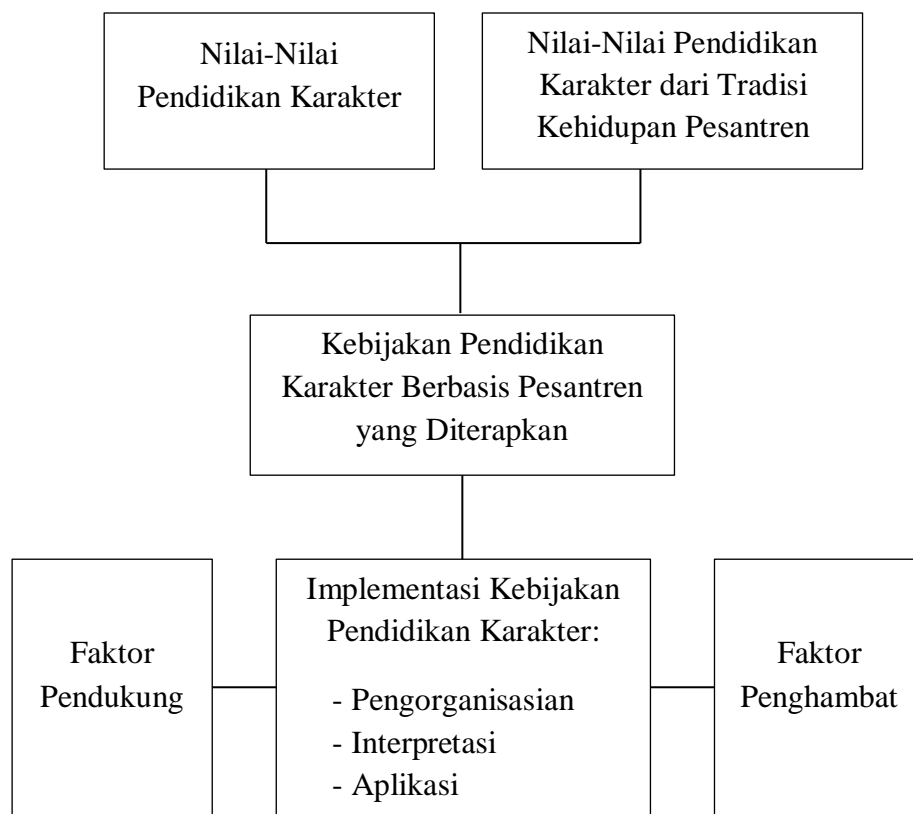 Nilai-Nilai
Pendidikan Karakter
Nilai-Nilai Pendidikan
Karakter dari Tradisi
Kehidupan Pesantren
Kebijakan Pendidikan
Karakter Berbasis Pesantren
yang Diterapkan
Faktor
Pendukung
Implementasi Kebijakan
Pendidikan Karakter:
- Pengorganisasian
- Interpretasi
- Aplikasi
Faktor
Penghambat